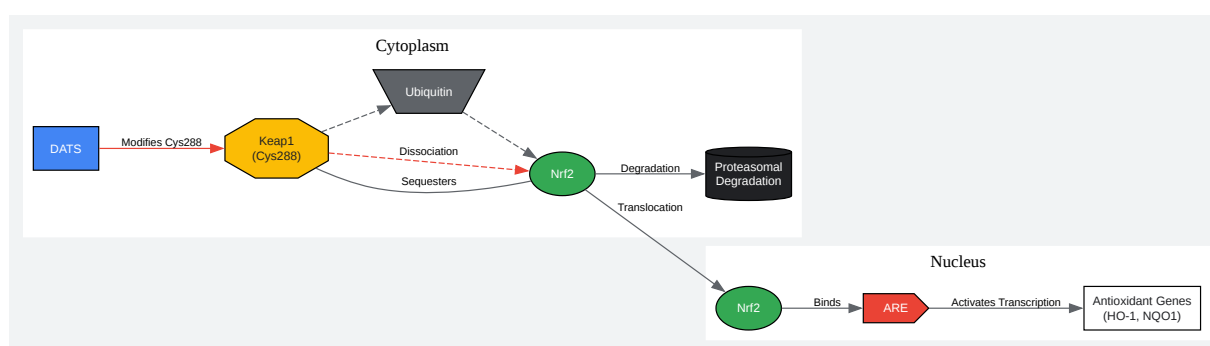 Cytoplasm
Ubiquitin
DATS
Modifies Cys288
Keap1
(Cys288)
Dissociation
Sequesters
Nrf2
Degradation
Proteasomal
Degradation
Translocation
Nucleus
Nrf2
Binds
ARE
Activates Transcription
Antioxidant Genes
(HO-1, NQO1)